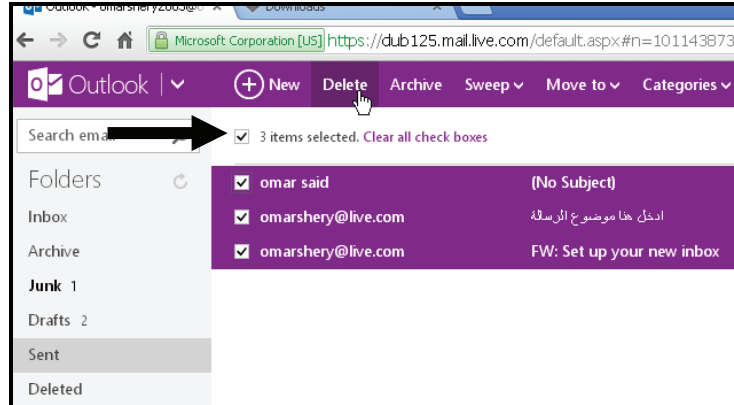 Outlook - omarshery2003@o
Downloads
Microsoft Corporation [US] https://dub125.mail.live.com/default.aspx#n=101143873
Outlook
New Delete Archive Sweep Move to Categories
Search ema
3 items selected. Clear all check boxes
Folders
omar said (No Subject)
Inbox
omarshery@live.com ادخل هنا موضوع الرسالة
Archive
omarshery@live.com FW: Set up your new inbox
Junk 1
Drafts 2
Sent
Deleted